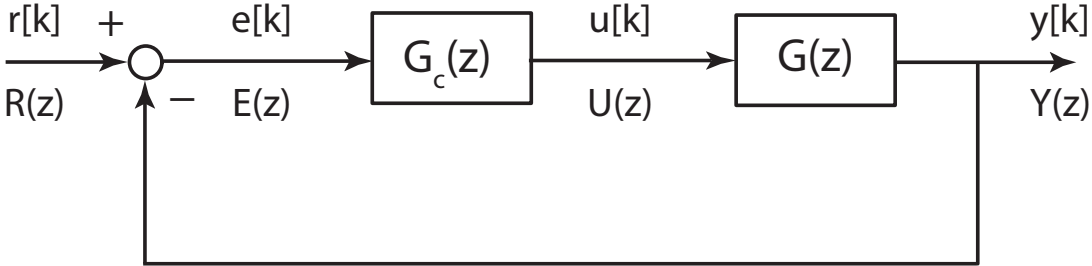 r[k] + e[k] G_c(z) u[k] G(z) y[k]
R(z) − E(z) U(z) Y(z)